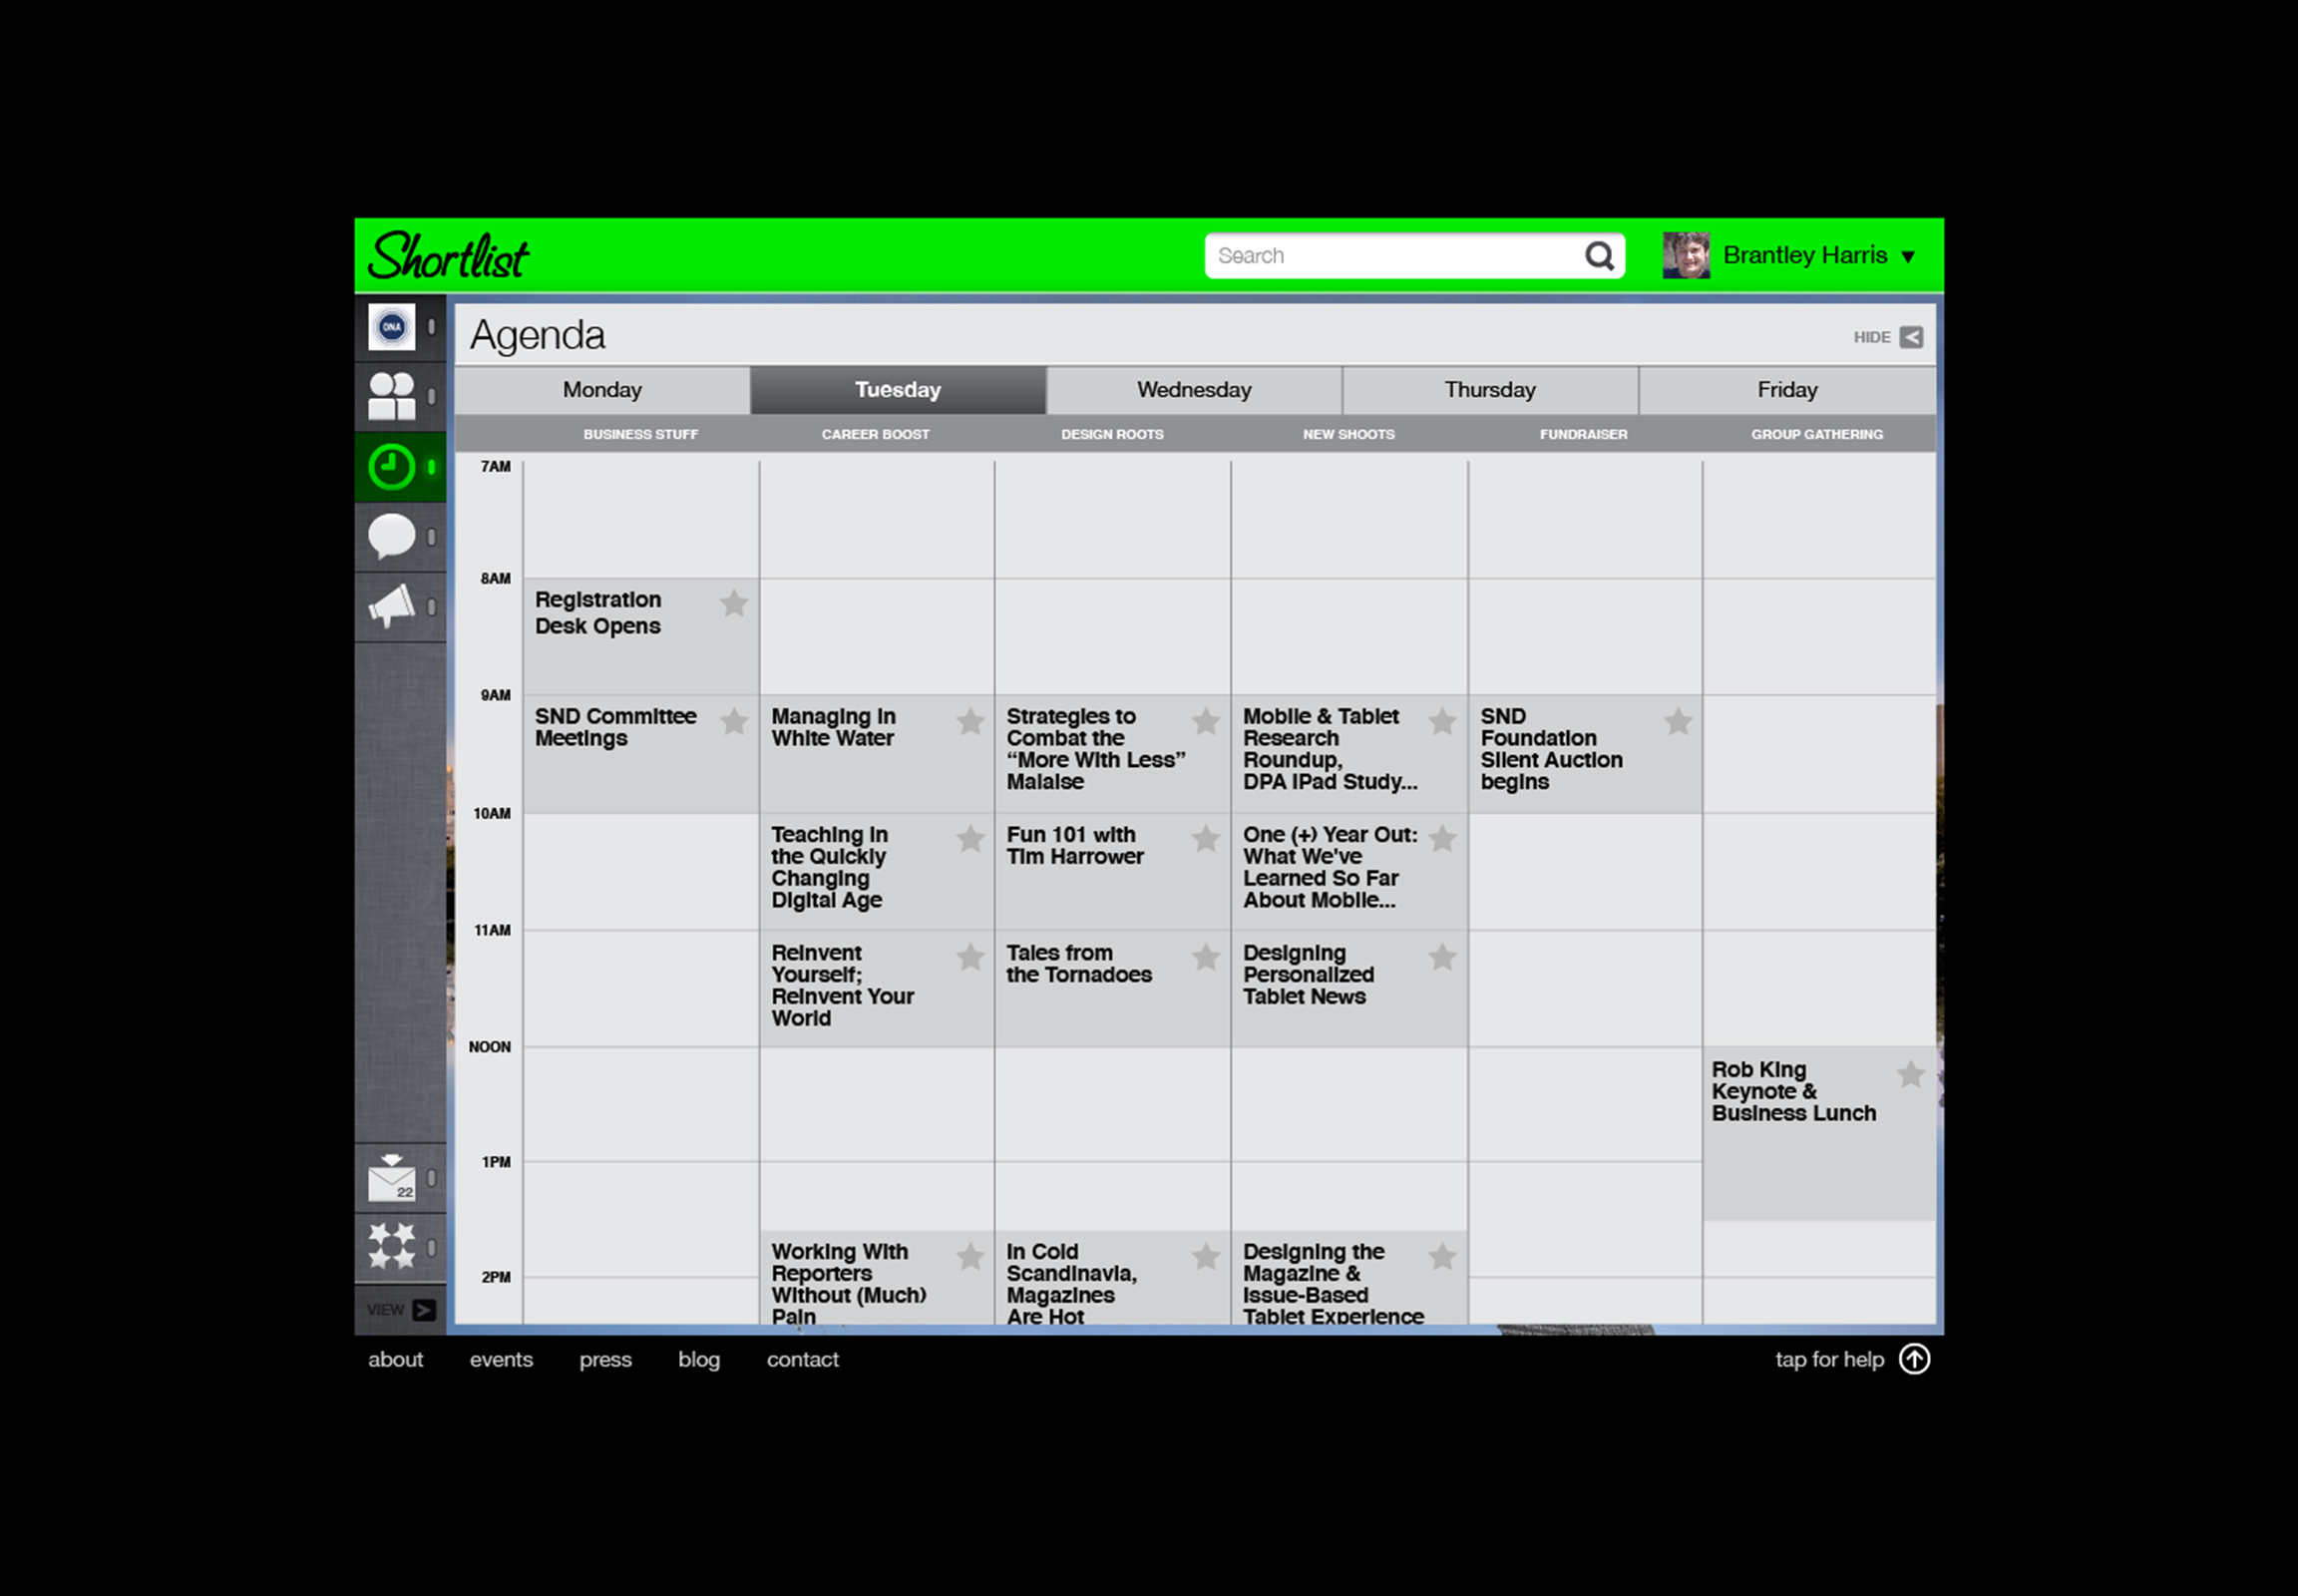 Shortlist
Search
Brantley Harris
ONA
Agenda
HIDE
Monday
Tuesday
Wednesday
Thursday
Friday
BUSINESS STUFF
CAREER BOOST
DESIGN ROOTS
NEW SHOOTS
FUNDRAISER
GROUP GATHERING
7AM
8AM
Registration
Desk Opens
9AM
SND Committee
Meetings
Managing in
White Water
Strategies to
Combat the
“More With Less”
Malaise
Mobile & Tablet
Research
Roundup,
DPA iPad Study...
SND
Foundation
Silent Auction
begins
10AM
Teaching in
the Quickly
Changing
Digital Age
Fun 101 with
Tim Harrower
One (+) Year Out:
What We've
Learned So Far
About Mobile...
11AM
Reinvent
Yourself;
Reinvent Your
World
Tales from
the Tornadoes
Designing
Personalized
Tablet News
NOON
Rob King
Keynote &
Business Lunch
1PM
Working With
Reporters
Without (Much)
Pain
In Cold
Scandinavia,
Magazines
Are Hot
Designing the
Magazine &
Issue-Based
Tablet Experience
2PM
22
VIEW
about
events
press
blog
contact
tap for help